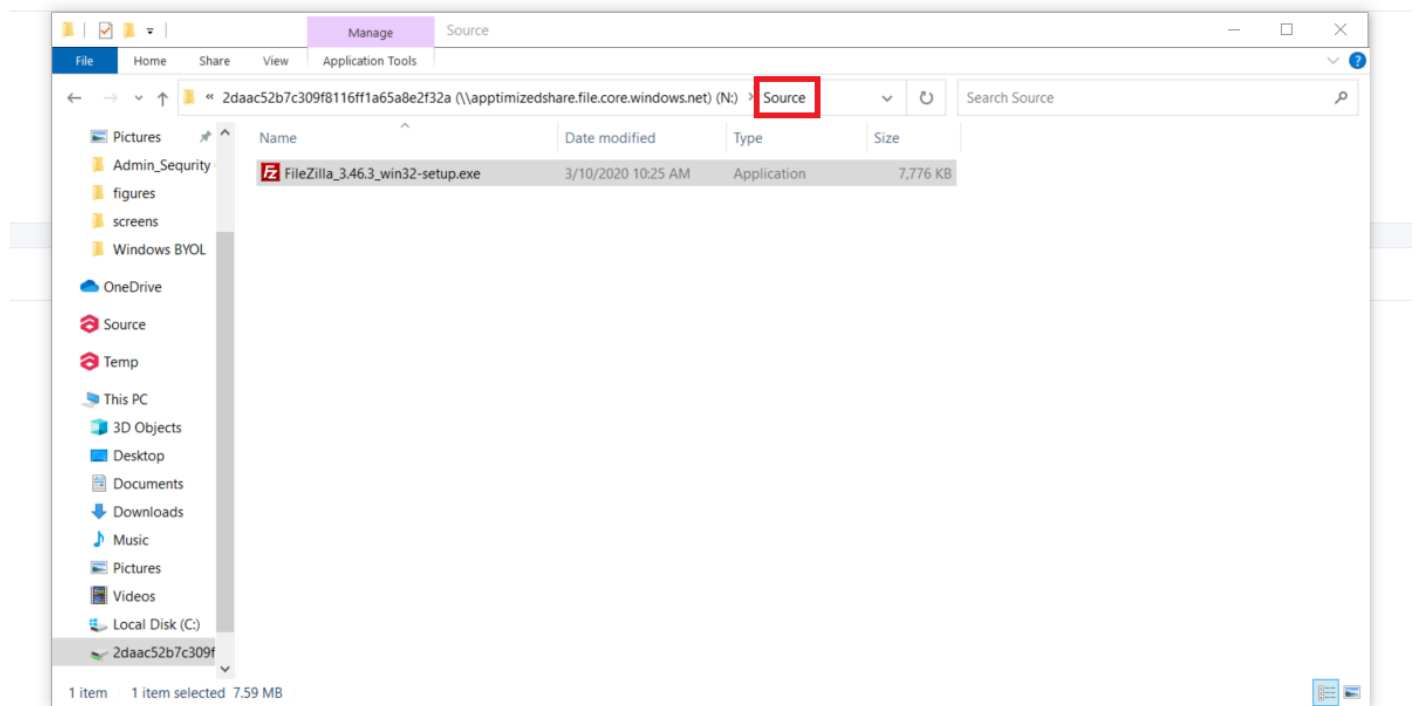 Manage Source
File Home Share View Application Tools
« 2daac52b7c309f8116ff1a65a8e2f32a (\\apptimizedshare.file.core.windows.net) (N:) > Source
Search Source
Name Date modified Type Size
FileZilla_3.46.3_win32-setup.exe 3/10/2020 10:25 AM Application 7,776 KB
Pictures
Admin_Sequrity
figures
screens
Windows BYOL
OneDrive
Source
Temp
This PC
3D Objects
Desktop
Documents
Downloads
Music
Pictures
Videos
Local Disk (C:)
2daac52b7c309f
1 item 1 item selected 7.59 MB